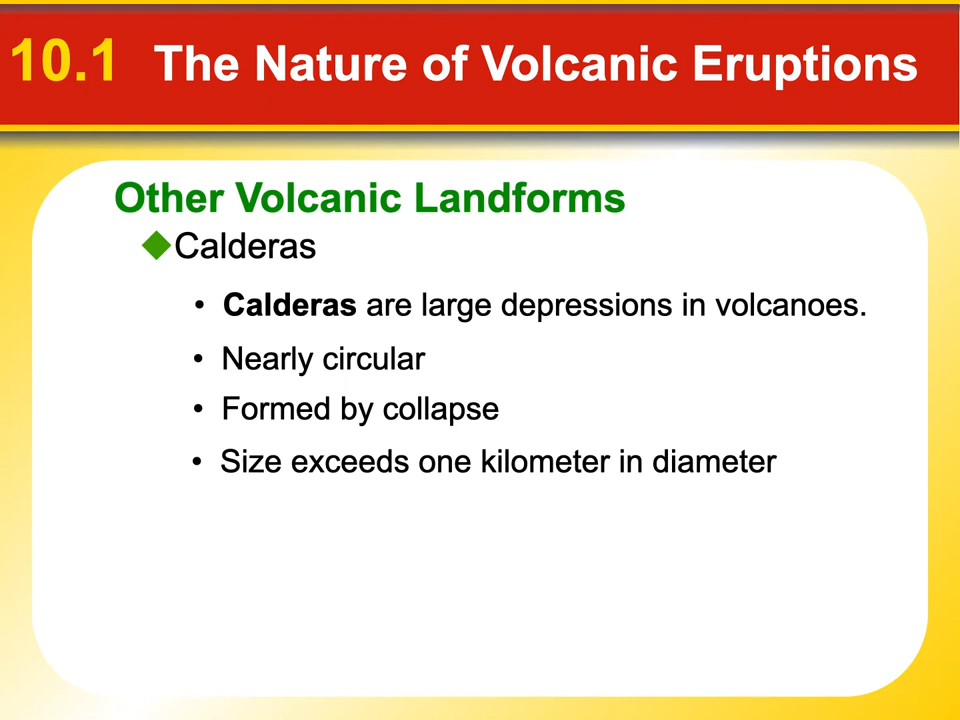 10.1 The Nature of Volcanic Eruptions
Other Volcanic Landforms
◆Calderas
• Calderas are large depressions in volcanoes.
• Nearly circular
• Formed by collapse
• Size exceeds one kilometer in diameter